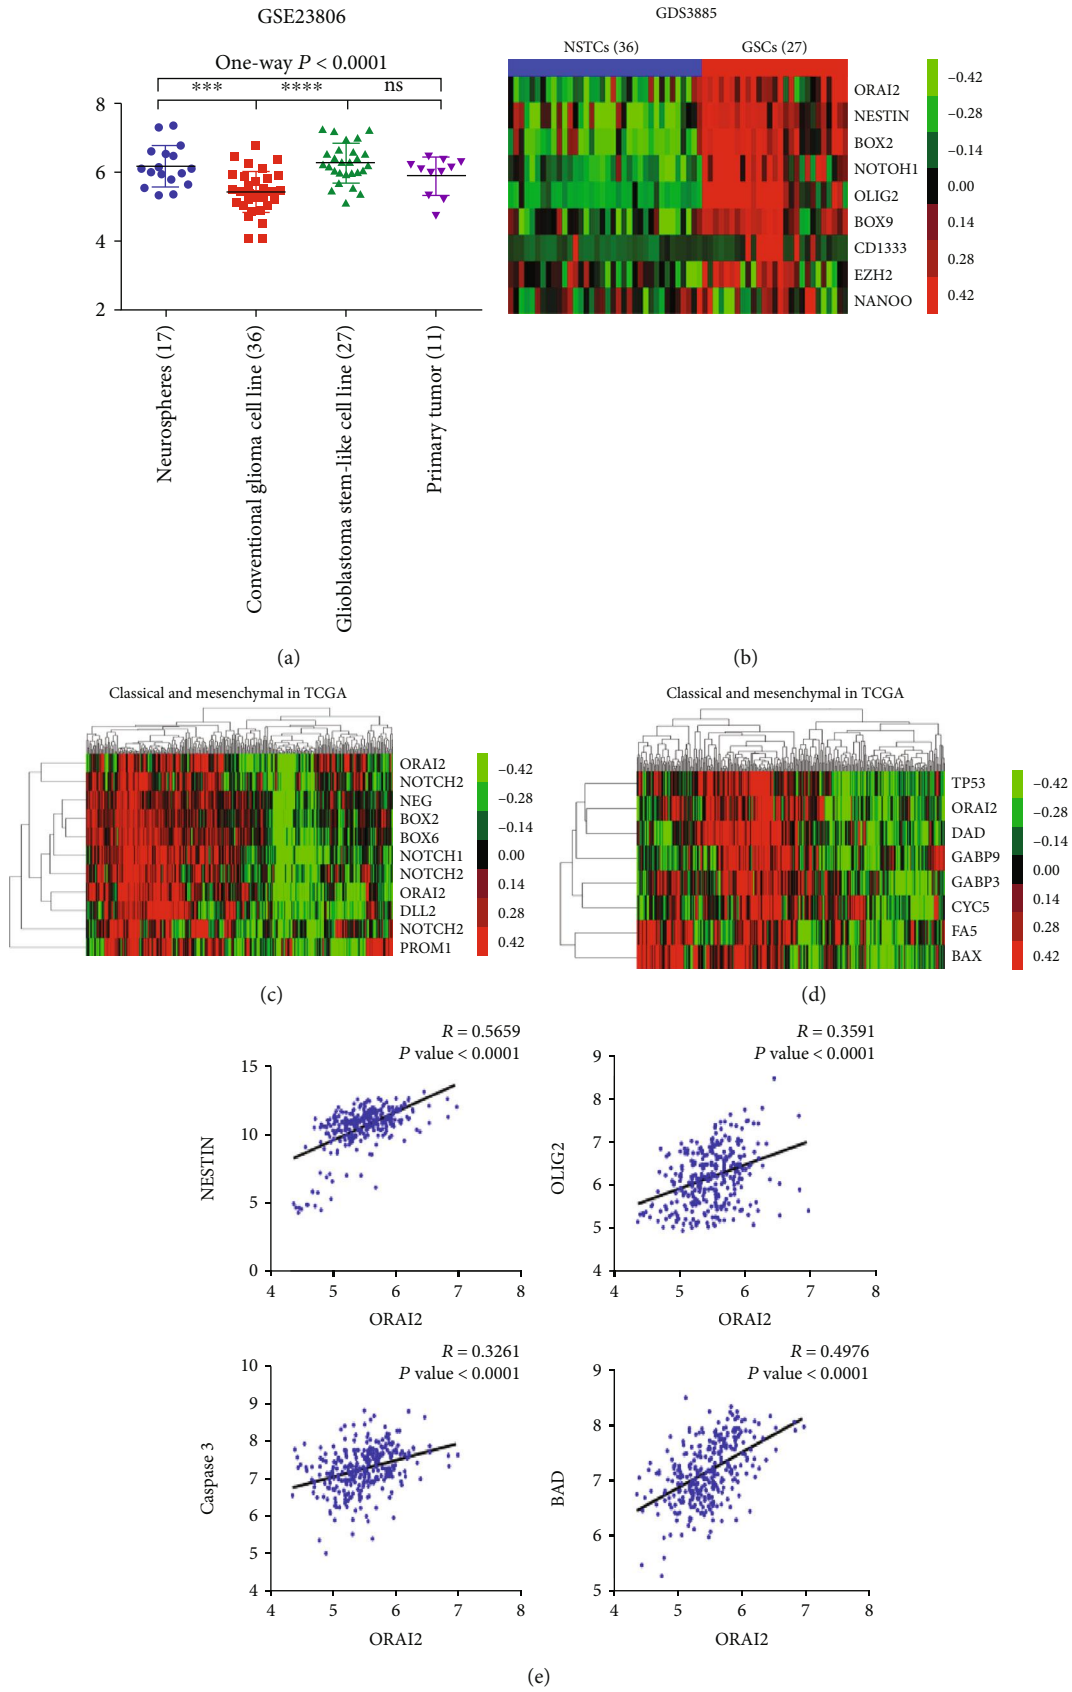 GSE23806
One-way P < 0.0001
*** **** ns
8
6
4
2
Neurospheres (17)
Conventional glioma cell line (36)
Glioblastoma stem-like cell line (27)
Primary tumor (11)
(a)
GDS3885
NSTCs (36) GSCs (27)
ORAI2
NESTIN
BOX2
NOTOH1
OLIG2
BOX9
CD1333
EZH2
NANOO
–0.42
–0.28
–0.14
0.00
0.14
0.28
0.42
(b)
Classical and mesenchymal in TCGA
ORAI2
NOTCH2
NEG
BOX2
BOX6
NOTCH1
NOTCH2
ORAI2
DLL2
NOTCH2
PROM1
–0.42
–0.28
–0.14
0.00
0.14
0.28
0.42
(c)
Classical and mesenchymal in TCGA
TP53
ORAI2
DAD
GABP9
GABP3
CYC5
FA5
BAX
–0.42
–0.28
–0.14
0.00
0.14
0.28
0.42
(d)
R = 0.5659
P value < 0.0001
15
10
5
0
NESTIN
4 5 6 7 8
ORAI2
R = 0.3591
P value < 0.0001
9
8
7
6
5
4
OLIG2
4 5 6 7 8
ORAI2
R = 0.3261
P value < 0.0001
10
9
8
7
6
5
4
Caspase 3
4 5 6 7 8
ORAI2
R = 0.4976
P value < 0.0001
9
8
7
6
5
BAD
4 5 6 7 8
ORAI2
(e)